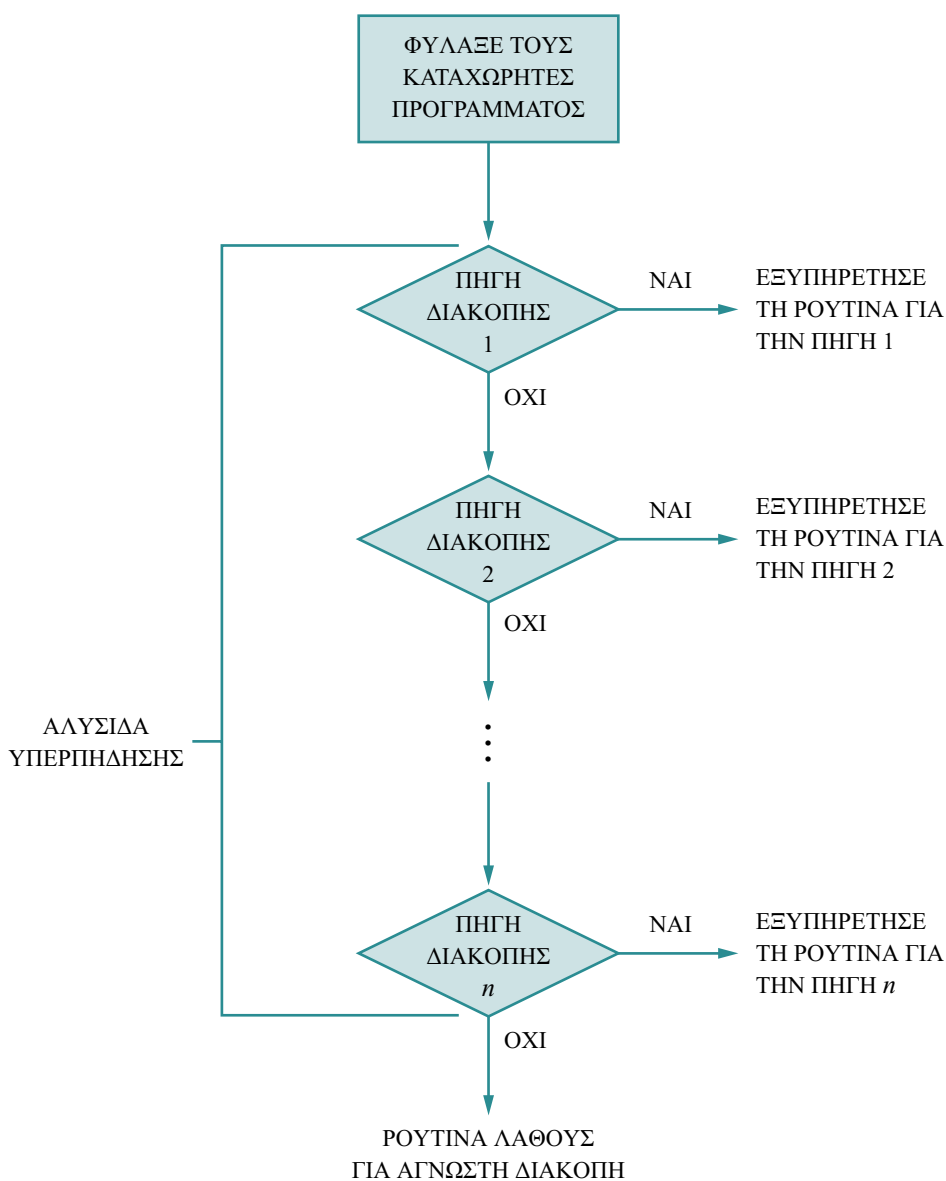 ΦΥΛΑΞΕ ΤΟΥΣ
ΚΑΤΑΧΩΡΗΤΕΣ
ΠΡΟΓΡΑΜΜΑΤΟΣ
ΠΗΓΗ
ΔΙΑΚΟΠΗΣ
1
ΝΑΙ
ΕΞΥΠΗΡΕΤΗΣΕ
ΤΗ ΡΟΥΤΙΝΑ ΓΙΑ
ΤΗΝ ΠΗΓΗ 1
ΟΧΙ
ΠΗΓΗ
ΔΙΑΚΟΠΗΣ
2
ΝΑΙ
ΕΞΥΠΗΡΕΤΗΣΕ
ΤΗ ΡΟΥΤΙΝΑ ΓΙΑ
ΤΗΝ ΠΗΓΗ 2
ΟΧΙ
ΑΛΥΣΙΔΑ
ΥΠΕΡΠΗΔΗΣΗΣ
ΠΗΓΗ
ΔΙΑΚΟΠΗΣ
n
ΝΑΙ
ΕΞΥΠΗΡΕΤΗΣΕ
ΤΗ ΡΟΥΤΙΝΑ ΓΙΑ
ΤΗΝ ΠΗΓΗ n
ΟΧΙ
ΡΟΥΤΙΝΑ ΛΑΘΟΥΣ
ΓΙΑ ΑΓΝΩΣΤΗ ΔΙΑΚΟΠΗ